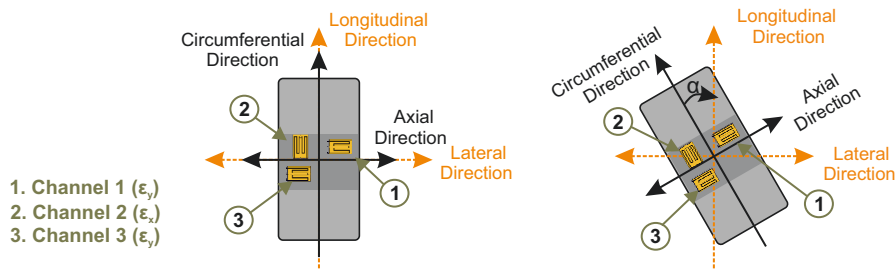 Longitudinal
Direction
Circumferential
Direction
2
Axial
Direction
Lateral
Direction
1
3
1. Channel 1 (εy)
2. Channel 2 (εx)
3. Channel 3 (εy)
Longitudinal
Direction
Circumferential
Direction
α
Axial
Direction
2
Lateral
Direction
1
3